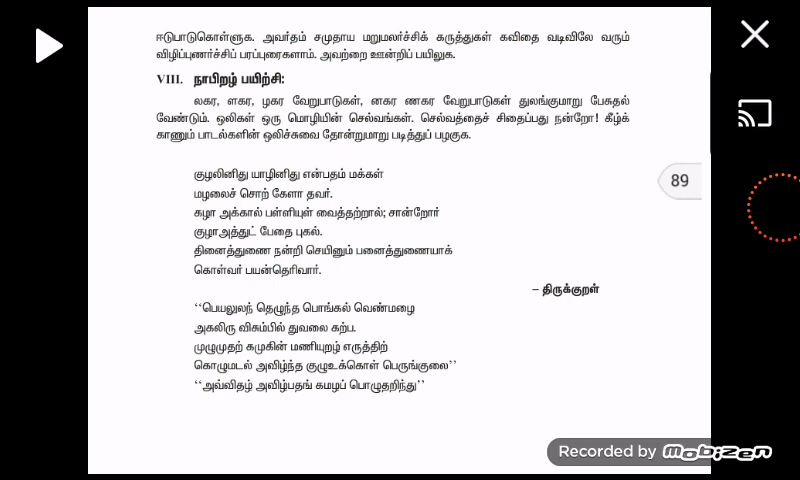 ஈடுபாடுகொள்ளுக. அவர்தம் சமுதாய மறுமலர்ச்சிக் கருத்துகள் கவிதை வடிவிலே வரும்
விழிப்புணர்ச்சிப் பரப்புரைகளாம். அவற்றை ஊன்றிப் பயிலுக.
VIII. நாபிறழ் பயிற்சி:
லகர, ளகர, ழகர வேறுபாடுகள், னகர ணகர வேறுபாடுகள் துலங்குமாறு பேசுதல்
வேண்டும். ஒலிகள் ஒரு மொழியின் செல்வங்கள். செல்வத்தைச் சிதைப்பது நன்றோ! கீழ்க்
காணும் பாடல்களின் ஒலிச்சுவை தோன்றுமாறு படித்துப் பழகுக.
குழலினிது யாழினிது என்பதம் மக்கள்
மழலைச் சொற் கேளா தவர்.
89
கழா அக்கால் பள்ளியுள் வைத்தற்றால்; சான்றோர்
குழாஅத்துட் பேதை புகல்.
தினைத்துணை நன்றி செயினும் பனைத்துணையாக்
கொள்வர் பயன்தெரிவார்.
– திருக்குறள்
‘‘பெயலுலந் தெழுந்த பொங்கல் வெண்மழை
அகலிரு விசும்பில் துவலை கற்ப.
முழுமுதற் கமுகின் மணியுறழ் எருத்திற்
கொழுமடல் அவிழ்ந்த குழுஉக்கொள் பெருங்குலை’’
‘‘அவ்விதழ் அவிழ்பதங் கமழப் பொழுதறிந்து’’
Recorded by mobizen